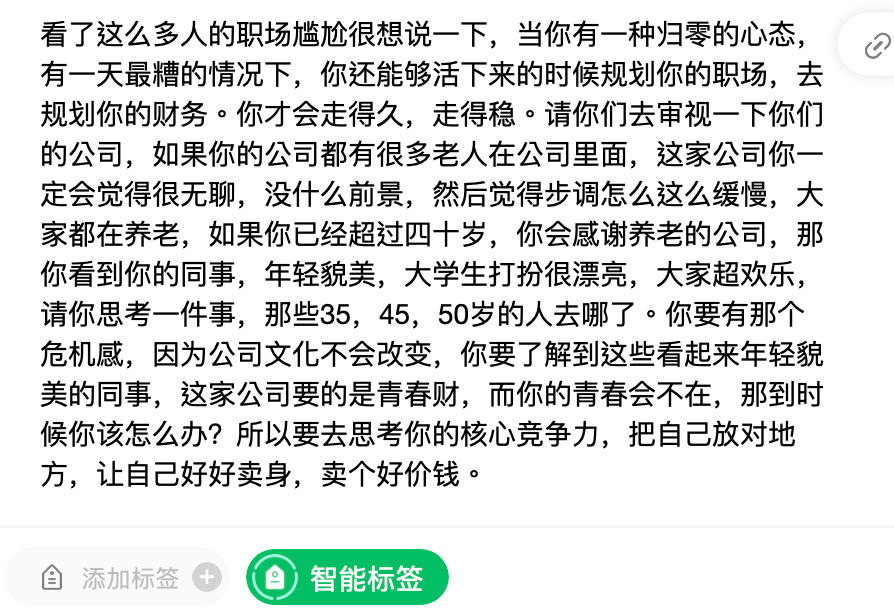 看了这么多人的职场尴尬很想说一下，当你有一种归零的心态，
有一天最糟的情况下，你还能够活下来的时候规划你的职场，去
规划你的财务。你才会走得久，走得稳。请你们去审视一下你们
的公司，如果你的公司都有很多老人在公司里面，这家公司你一
定会觉得很无聊，没什么前景，然后觉得步调怎么这么缓慢，大
家都在养老，如果你已经超过四十岁，你会感谢养老的公司，那
你看到你的同事，年轻貌美，大学生打扮很漂亮，大家超欢乐，
请你思考一件事，那些35，45，50岁的人去哪了。你要有那个
危机感，因为公司文化不会改变，你要了解到这些看起来年轻貌
美的同事，这家公司要的是青春财，而你的青春会不在，那到时
候你该怎么办？所以要去思考你的核心竞争力，把自己放对地
方，让自己好好卖身，卖个好价钱。
添加标签
智能标签